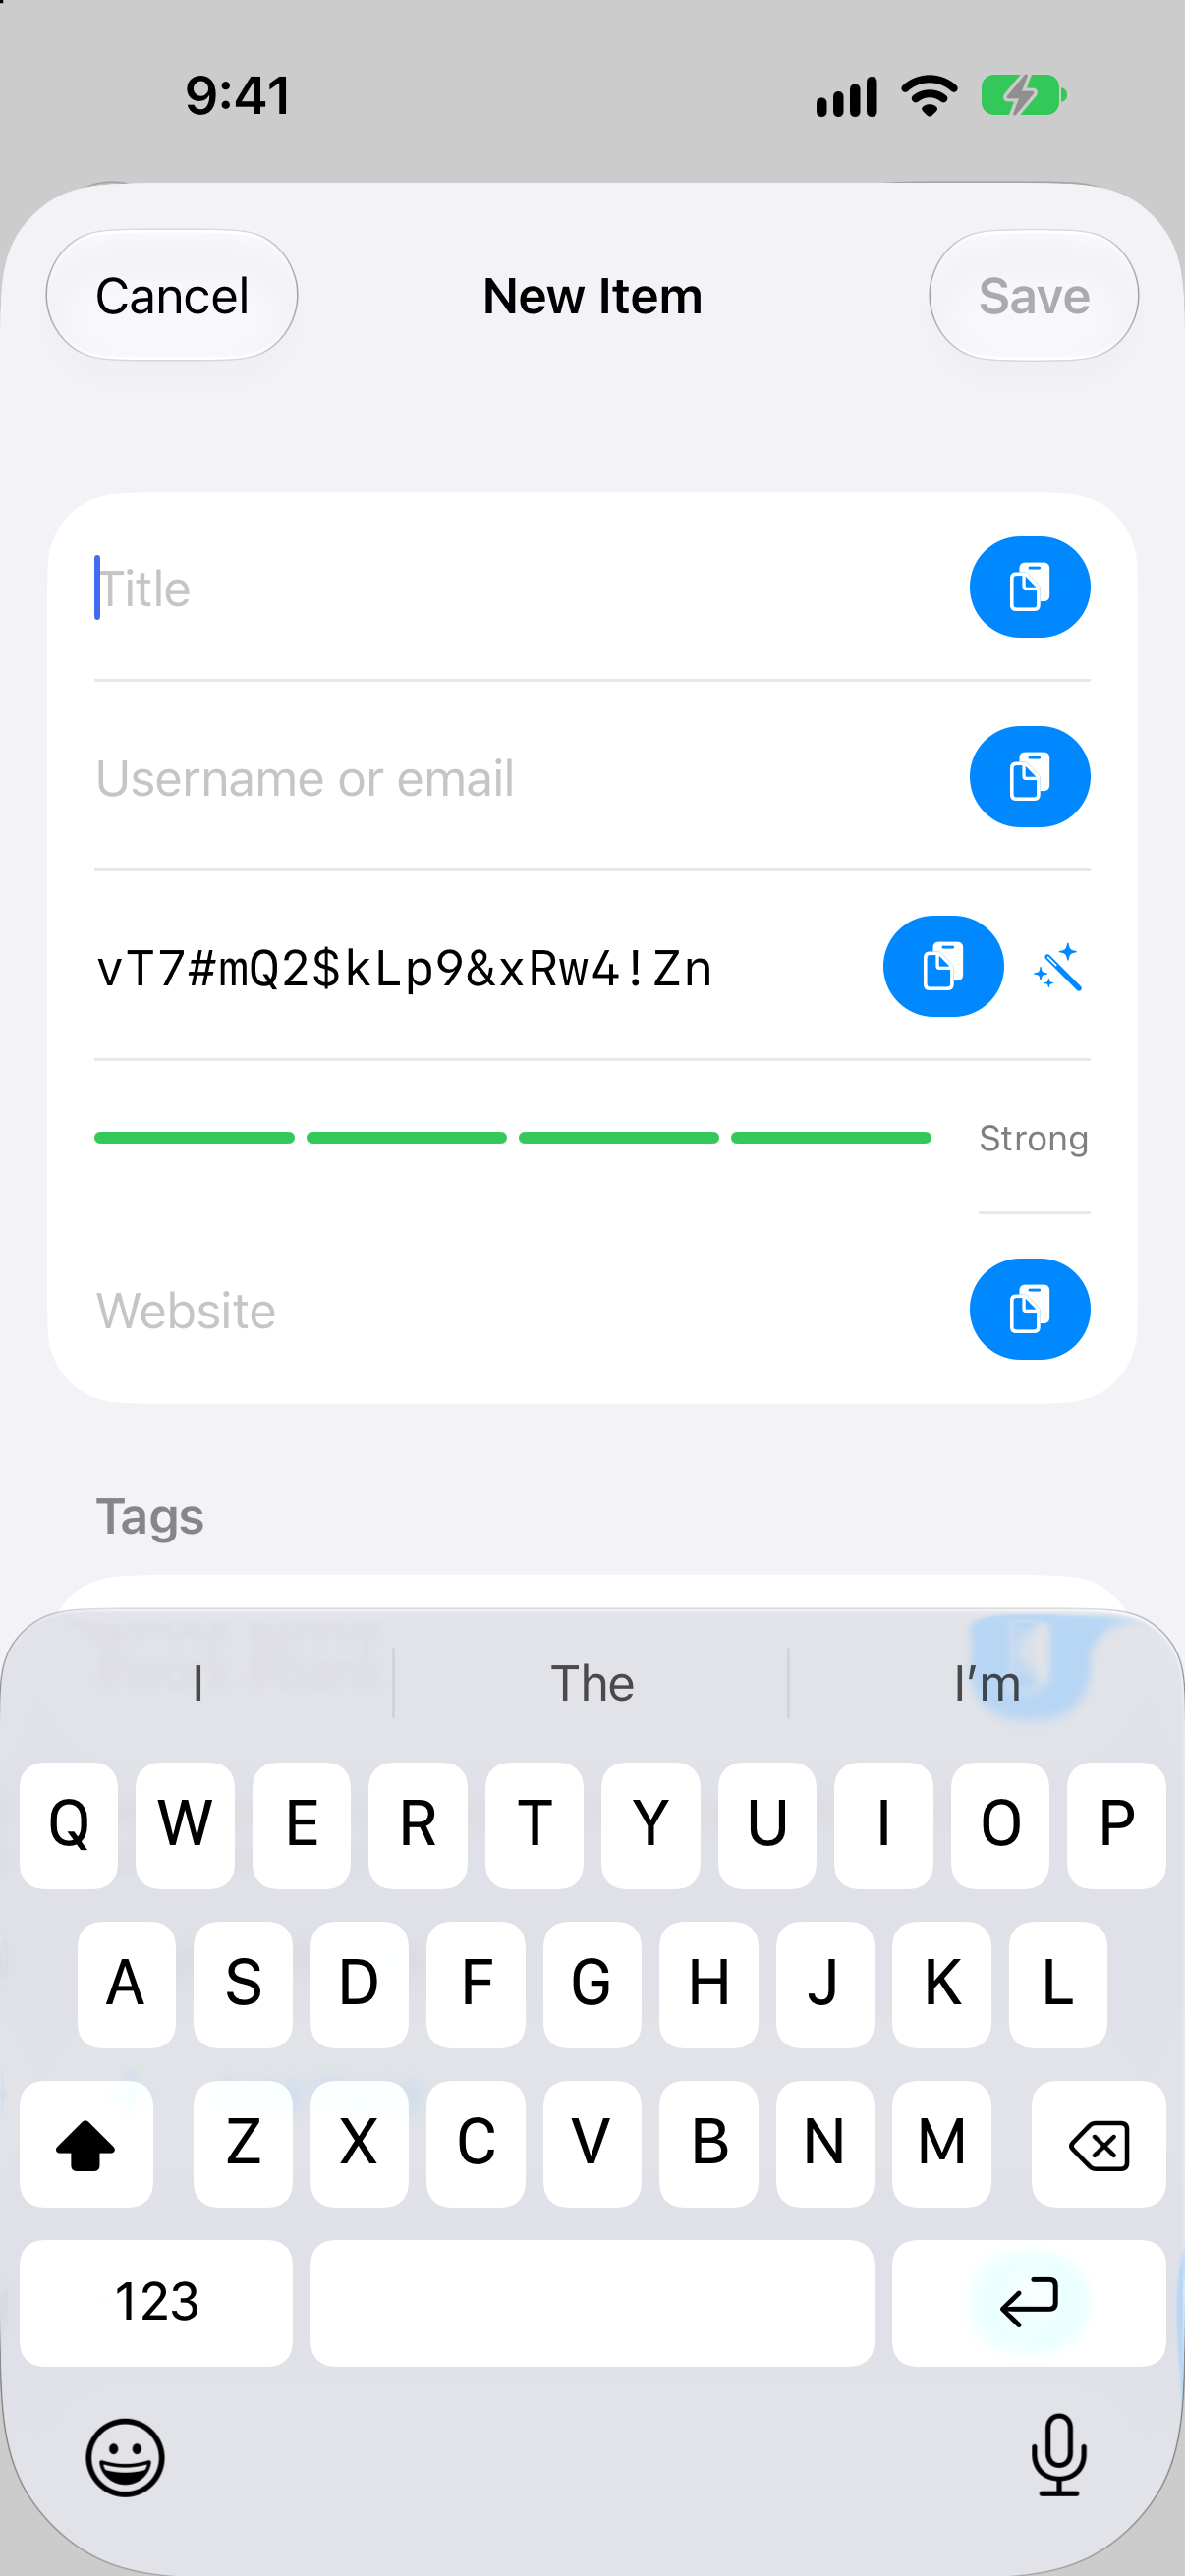 9:41
Cancel New Item Save
Title
Username or email
vT7#mQ2$kLp9&xRw4!Zn
Strong
Website
Tags
I The I’m
Q W E R T Y U I O P
A S D F G H J K L
Z X C V B N M
123